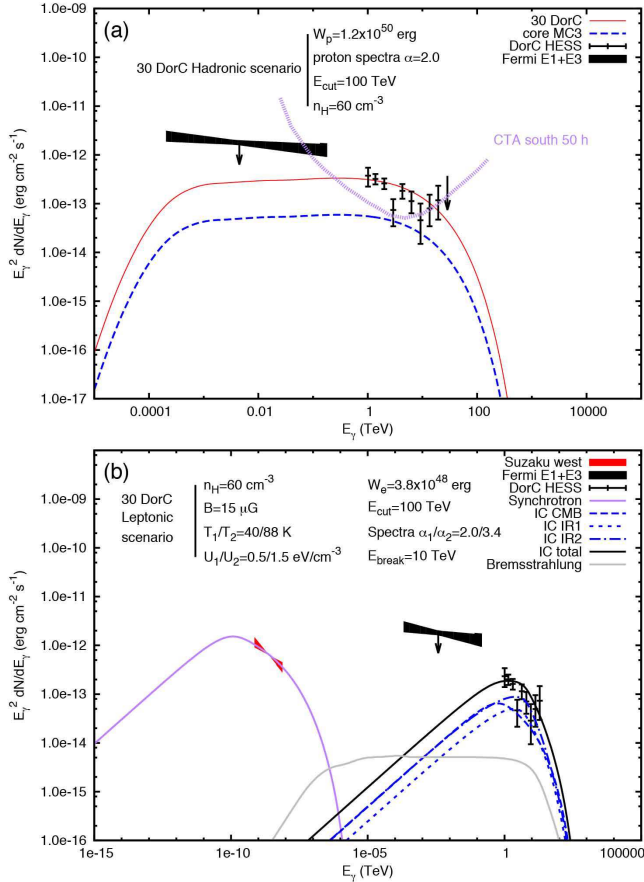 (a)
30 DorC Hadronic scenario
Wp=1.2x10^50 erg
proton spectra α=2.0
Ecut=100 TeV
nH=60 cm^-3
30 DorC
core MC3
DorC HESS
Fermi E1+E3
CTA south 50 h
Eγ^2 dN/dEγ (erg cm^-2 s^-1)
1.0e-09
1.0e-10
1.0e-11
1.0e-12
1.0e-13
1.0e-14
1.0e-15
1.0e-16
1.0e-17
0.0001
0.01
1
100
10000
Eγ (TeV)
(b)
30 DorC
Leptonic
scenario
nH=60 cm^-3
B=15 μG
T1/T2=40/88 K
U1/U2=0.5/1.5 eV/cm^-3
We=3.8x10^48 erg
Ecut=100 TeV
Spectra α1/α2=2.0/3.4
Ebreak=10 TeV
Suzaku west
Fermi E1+E3
DorC HESS
Synchrotron
IC CMB
IC IR1
IC IR2
IC total
Bremsstrahlung
Eγ^2 dN/dEγ (erg cm^-2 s^-1)
1.0e-09
1.0e-10
1.0e-11
1.0e-12
1.0e-13
1.0e-14
1.0e-15
1.0e-16
1e-15
1e-10
1e-05
1
100000
Eγ (TeV)